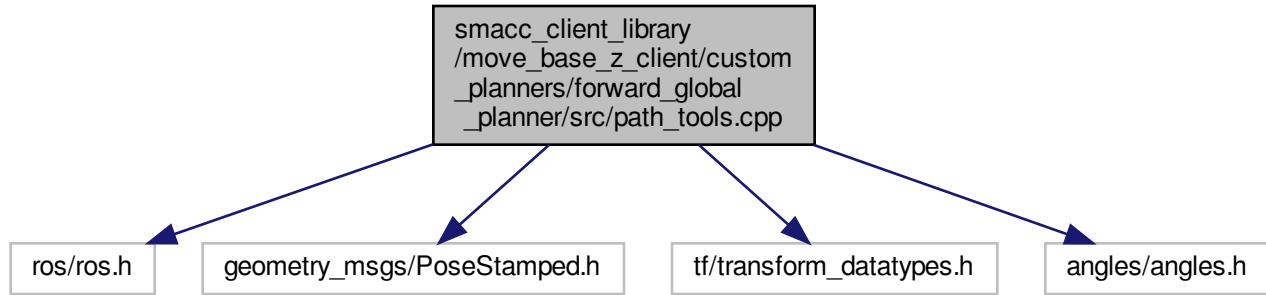 smacc_client_library
/move_base_z_client/custom
_planners/forward_global
_planner/src/path_tools.cpp
ros/ros.h
geometry_msgs/PoseStamped.h
tf/transform_datatypes.h
angles/angles.h